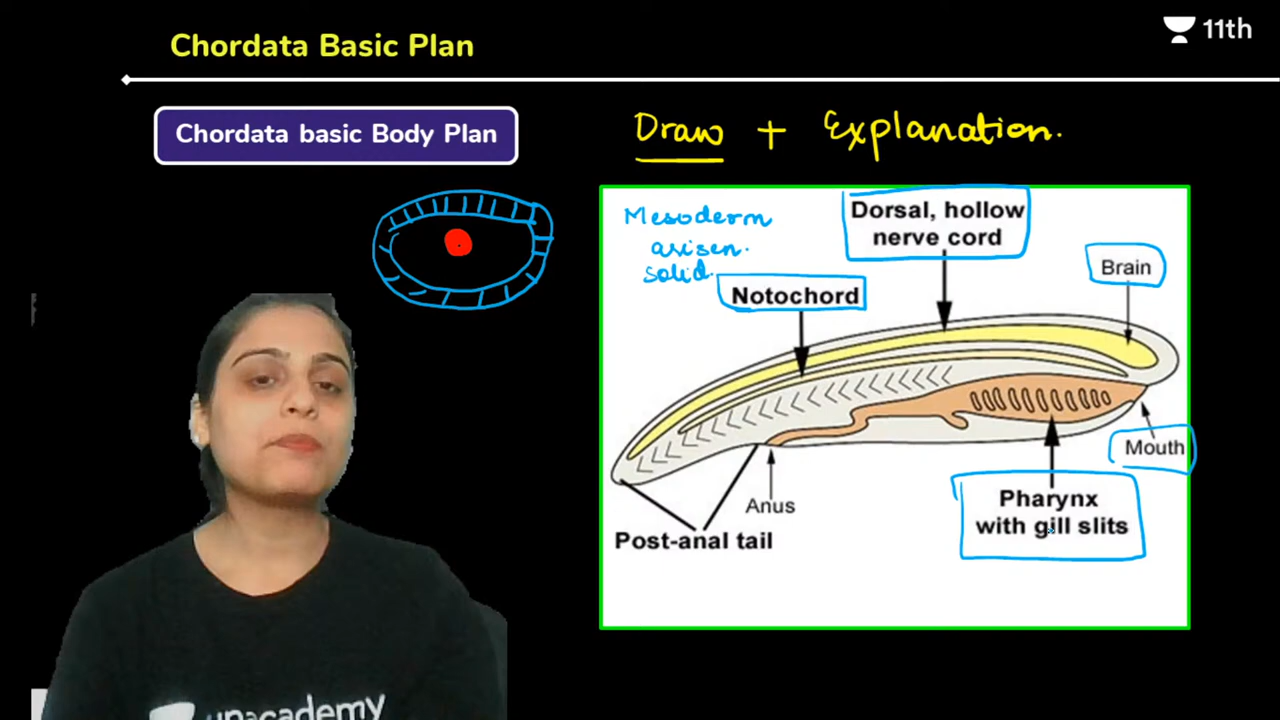 Chordata Basic Plan
11th
Chordata basic Body Plan
Draw + Explanation.
Mesoderm
arisen.
solid.
Dorsal, hollow
nerve cord
Brain
Notochord
Mouth
Pharynx
with gill slits
Anus
Post-anal tail
unacademy